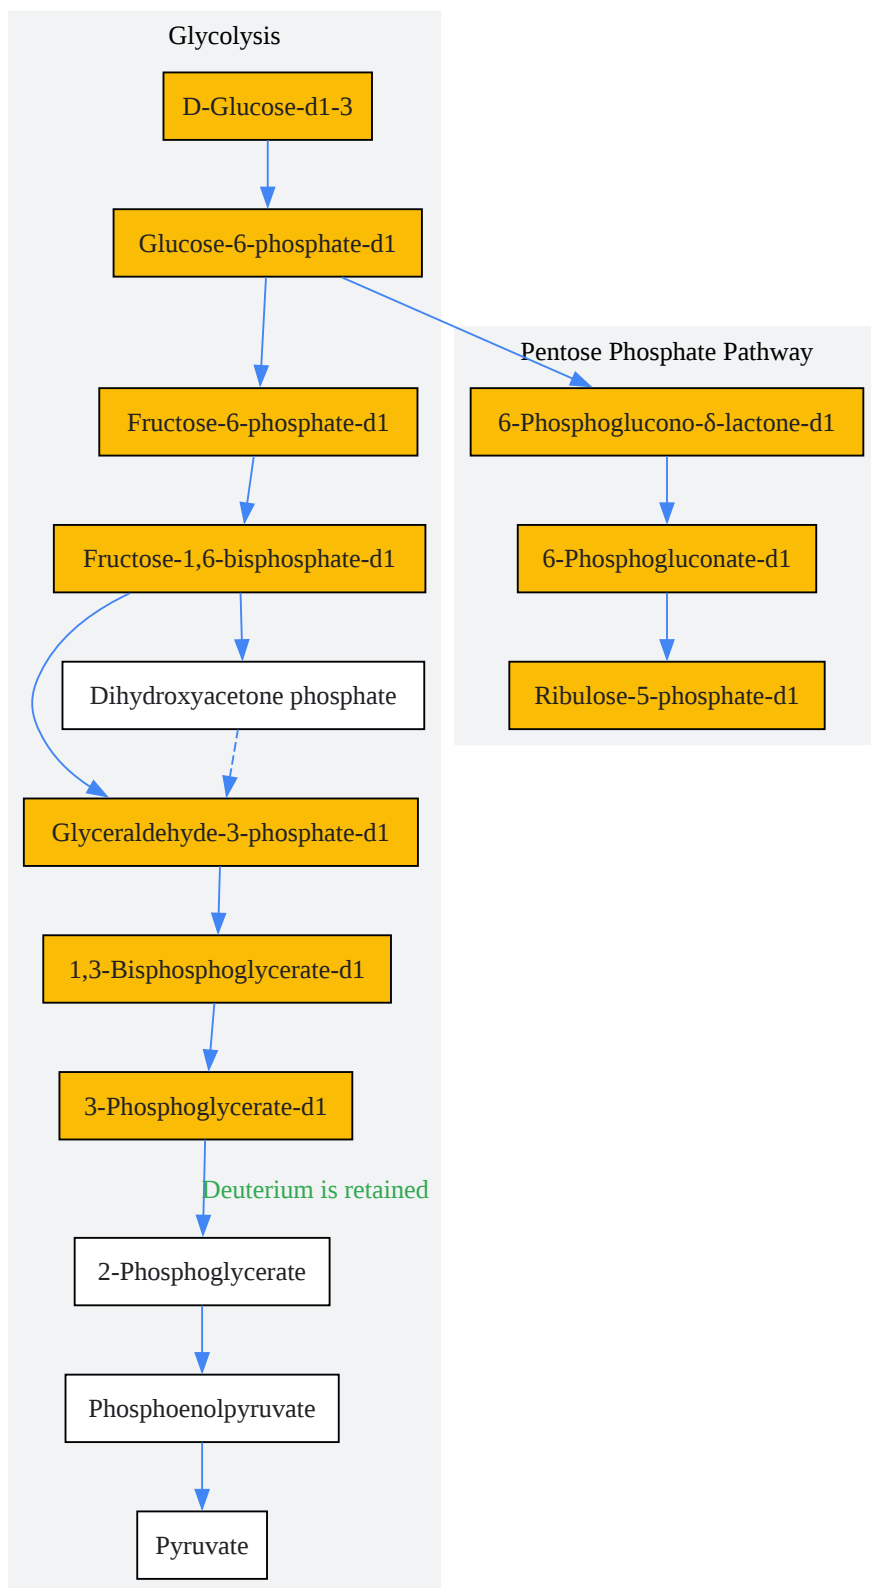 Glycolysis
D-Glucose-d1-3
Glucose-6-phosphate-d1
Pentose Phosphate Pathway
Fructose-6-phosphate-d1
6-Phosphoglucono-δ-lactone-d1
Fructose-1,6-bisphosphate-d1
6-Phosphogluconate-d1
Dihydroxyacetone phosphate
Ribulose-5-phosphate-d1
Glyceraldehyde-3-phosphate-d1
1,3-Bisphosphoglycerate-d1
3-Phosphoglycerate-d1
Deuterium is retained
2-Phosphoglycerate
Phosphoenolpyruvate
Pyruvate